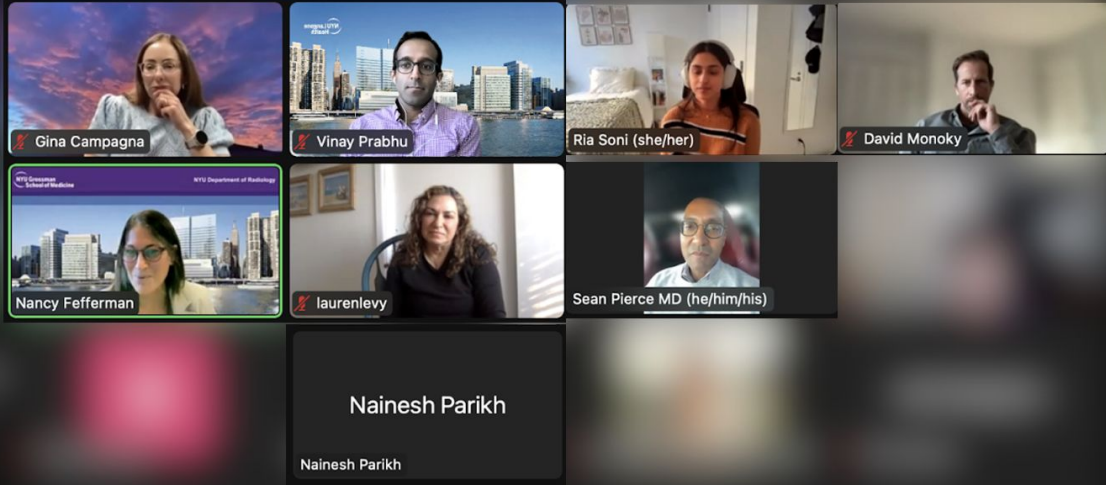 Gina Campagna
Vinay Prabhu
Ria Soni (she/her)
David Monoky
NYU Grossman
School of Medicine
NYU Department of Radiology
Nancy Fefferman
laurenlevy
Sean Pierce MD (he/him/his)
Nainesh Parikh
Nainesh Parikh